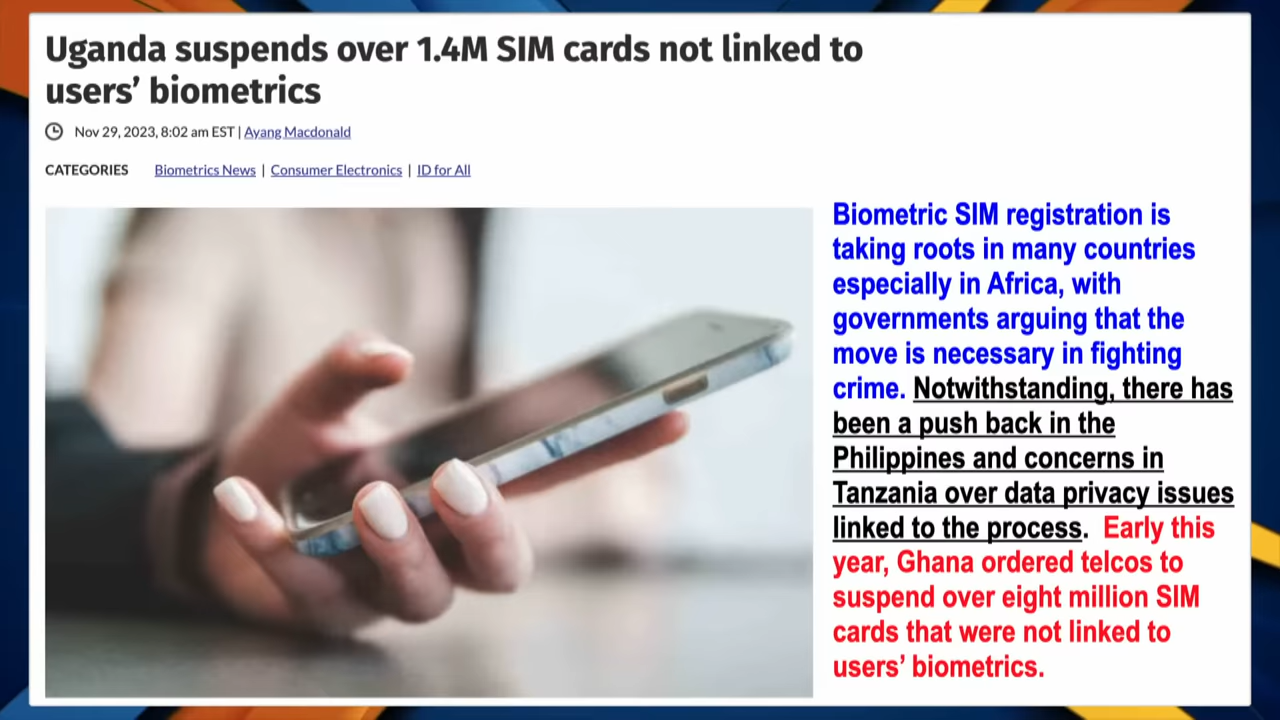 Uganda suspends over 1.4M SIM cards not linked to
users’ biometrics
Nov 29, 2023, 8:02 am EST | Ayang Macdonald
CATEGORIES Biometrics News | Consumer Electronics | ID for All
Biometric SIM registration is
taking roots in many countries
especially in Africa, with
governments arguing that the
move is necessary in fighting
crime. Notwithstanding, there has
been a push back in the
Philippines and concerns in
Tanzania over data privacy issues
linked to the process. Early this
year, Ghana ordered telcos to
suspend over eight million SIM
cards that were not linked to
users’ biometrics.